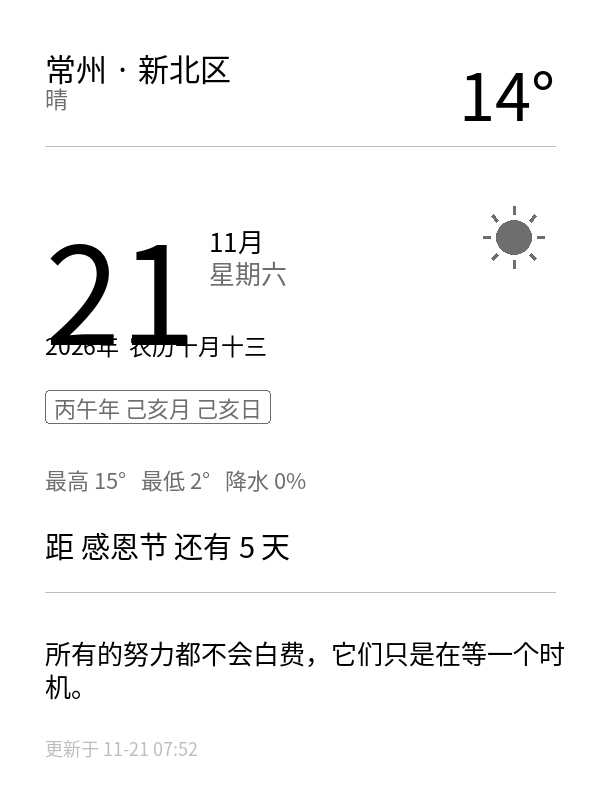 常州 · 新北区
晴
14°
21
11月
星期六
2026年 农历十月十三
丙午年 己亥月 己亥日
最高 15° 最低 2° 降水 0%
距 感恩节 还有 5 天
所有的努力都不会白费，它们只是在等一个时
机。
更新于 11-21 07:52